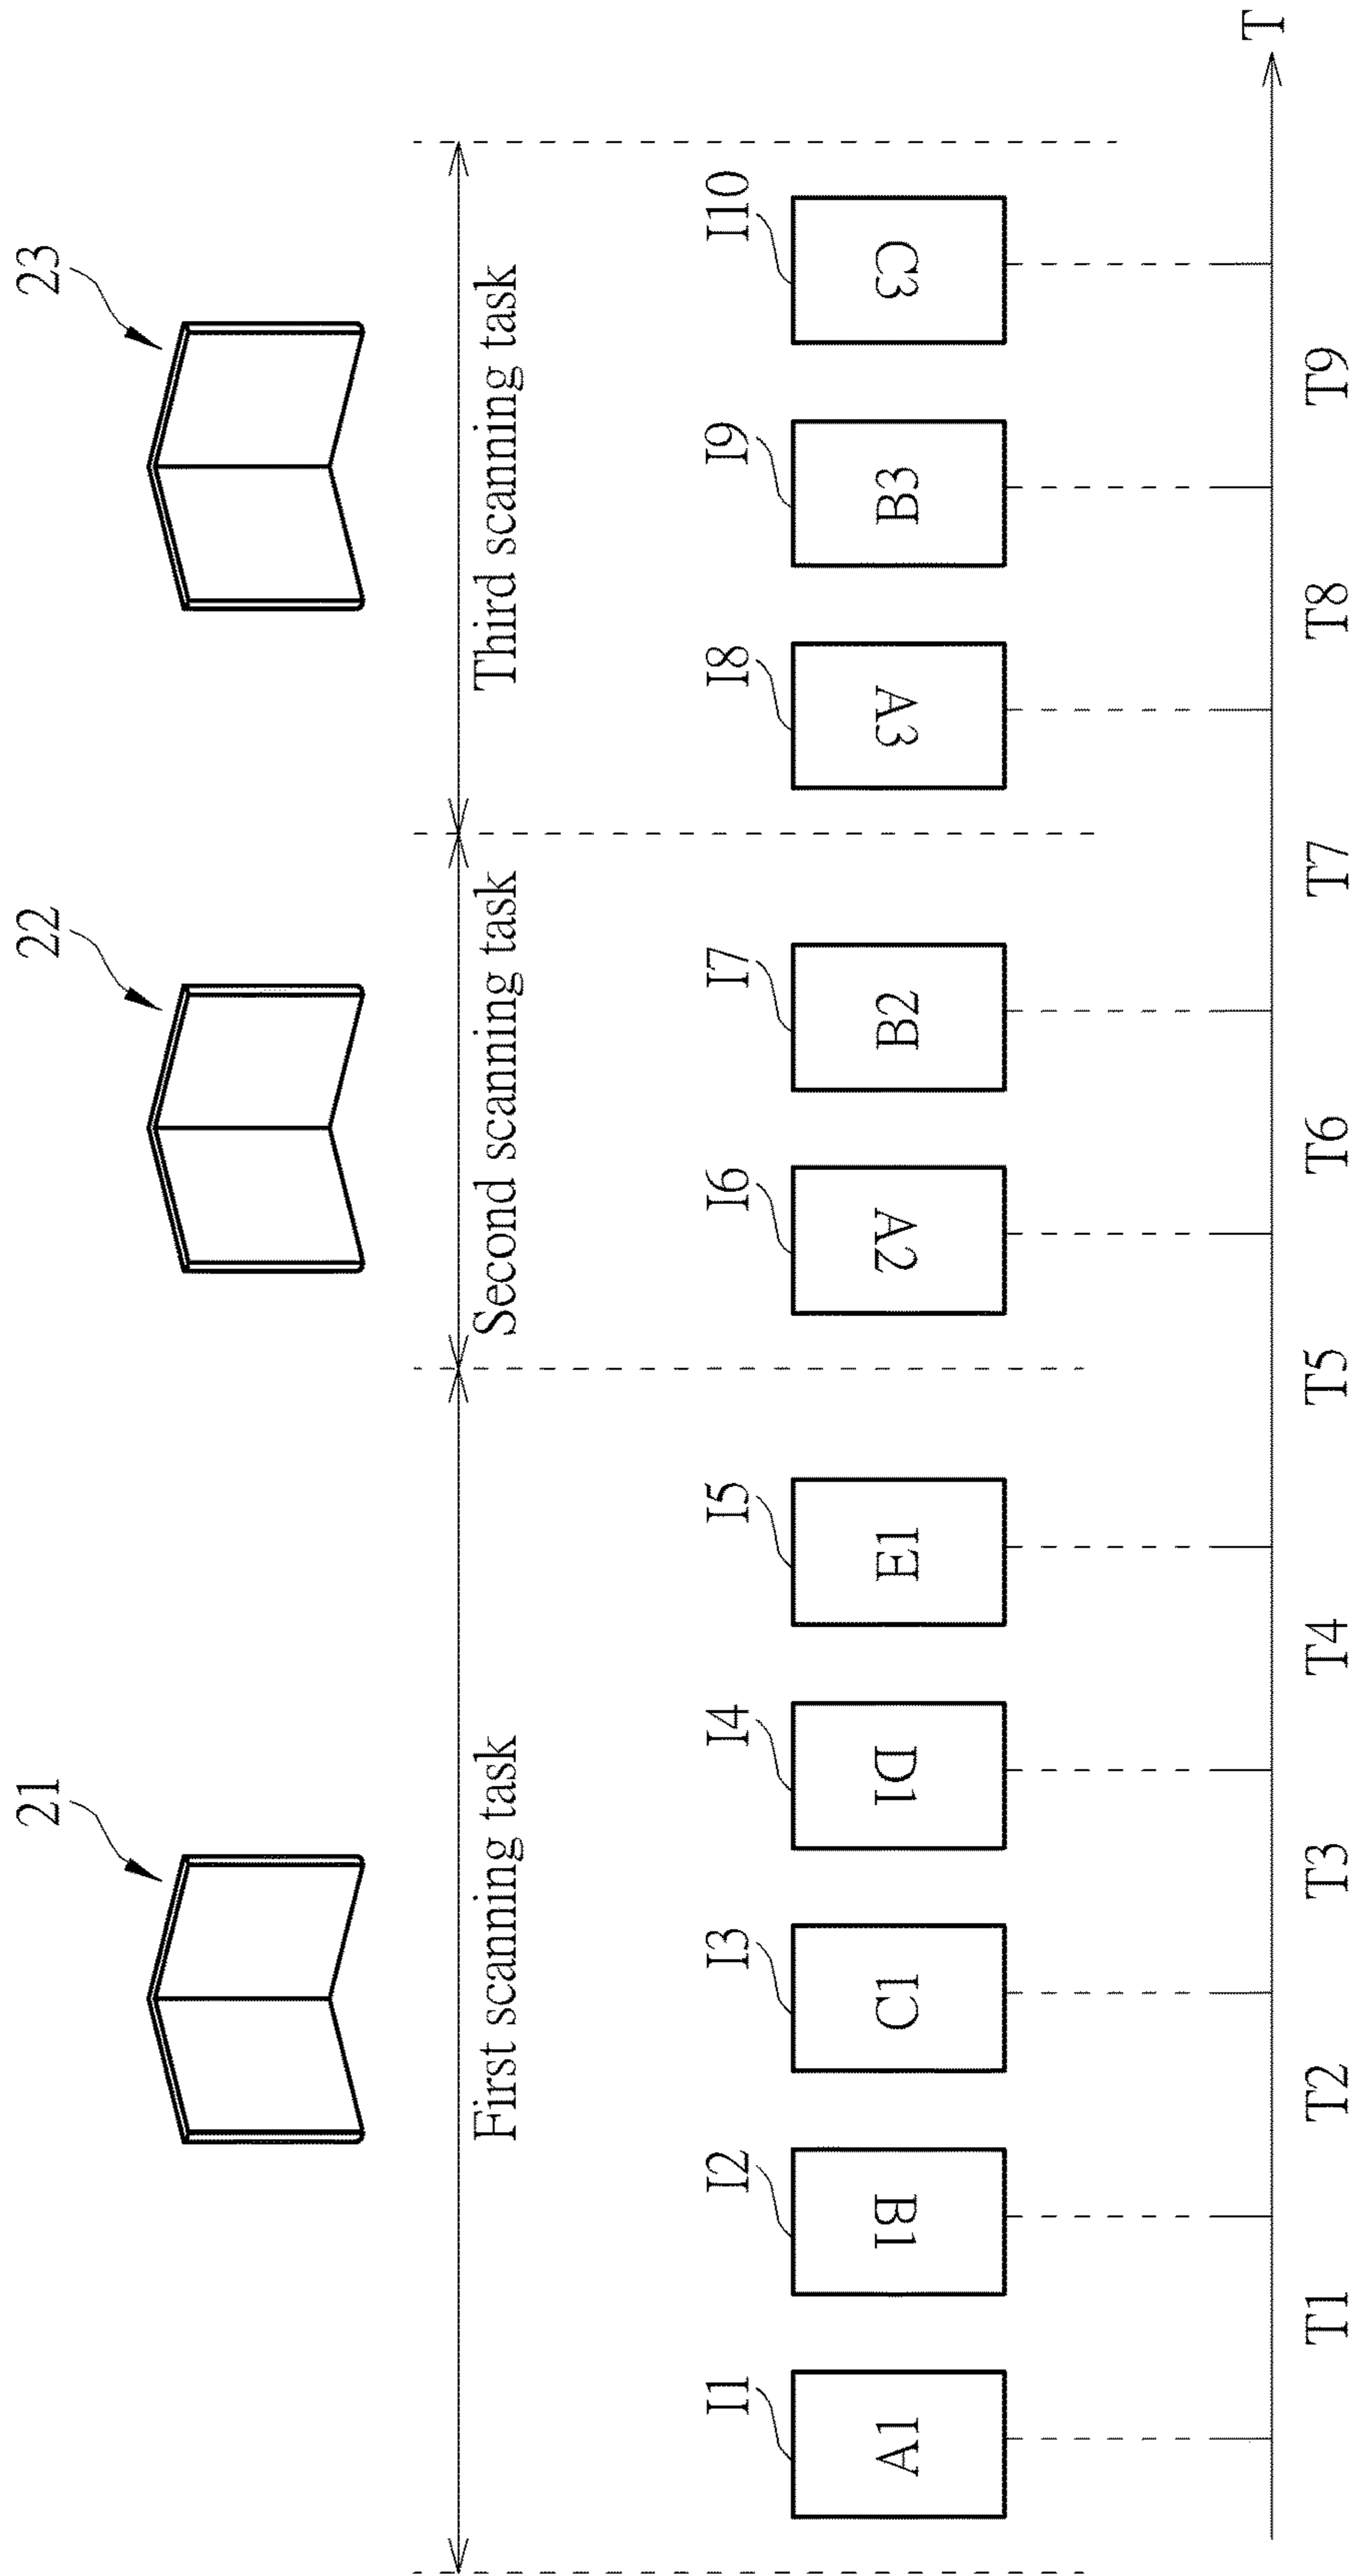 21
22
23
First scanning task
Second scanning task
Third scanning task
I1
I2
I3
I4
I5
I6
I7
I8
I9
I10
A1
B1
C1
D1
E1
A2
B2
A3
B3
C3
T
T1
T2
T3
T4
T5
T6
T7
T8
T9